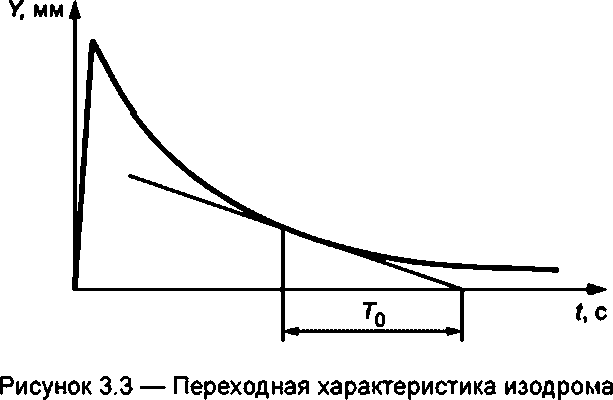 Y, мм
T0
t, с
Рисунок 3.3 — Переходная характеристика изодрома